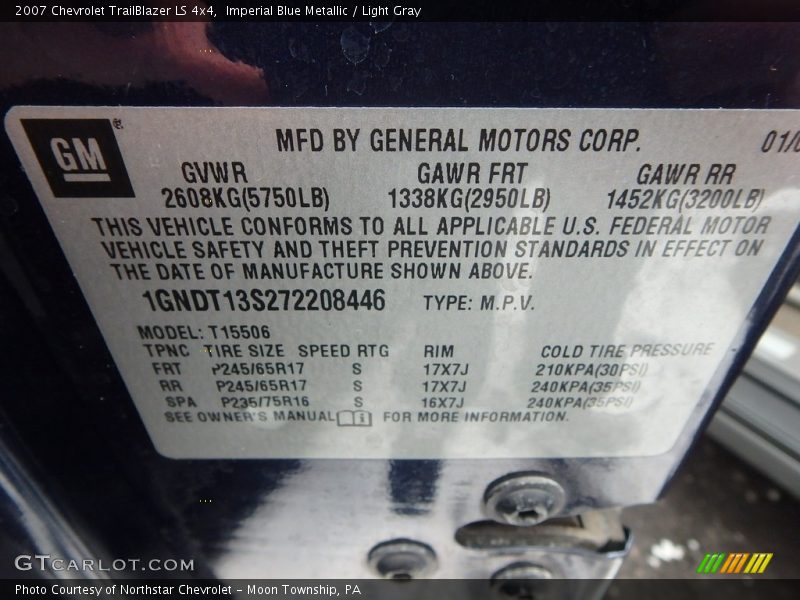 2007 Chevrolet TrailBlazer LS 4x4, Imperial Blue Metallic / Light Gray
GM
MFD BY GENERAL MOTORS CORP.
GVWR GAWR FRT GAWR RR
2608KG(5750LB) 1338KG(2950LB) 1452KG(3200LB)
THIS VEHICLE CONFORMS TO ALL APPLICABLE U.S. FEDERAL MOTOR
VEHICLE SAFETY AND THEFT PREVENTION STANDARDS IN EFFECT ON
THE DATE OF MANUFACTURE SHOWN ABOVE.
1GNDT13S272208446 TYPE: M.P.V.
MODEL: T15506
TPNC TIRE SIZE SPEED RTG RIM COLD TIRE PRESSURE
FRT P245/65R17 S 17X7J 210KPA(30PSI)
RR P245/65R17 S 17X7J 240KPA(35PSI)
SPA P235/75R16 S 16X7J 240KPA(35PSI)
SEE OWNER'S MANUAL FOR MORE INFORMATION.
GTCARLOT.COM
Photo Courtesy of Northstar Chevrolet – Moon Township, PA